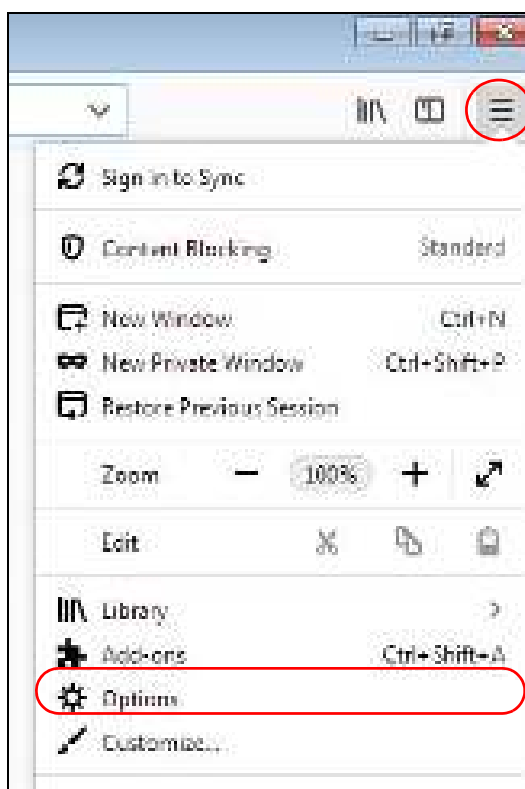 Sign in to Sync
Content Blocking Standard
New Window Ctrl+N
New Private Window Ctrl+Shift+P
Restore Previous Session
Zoom 100%
Edit
Library
Add-ons Ctrl+Shift+A
Options
Customize...